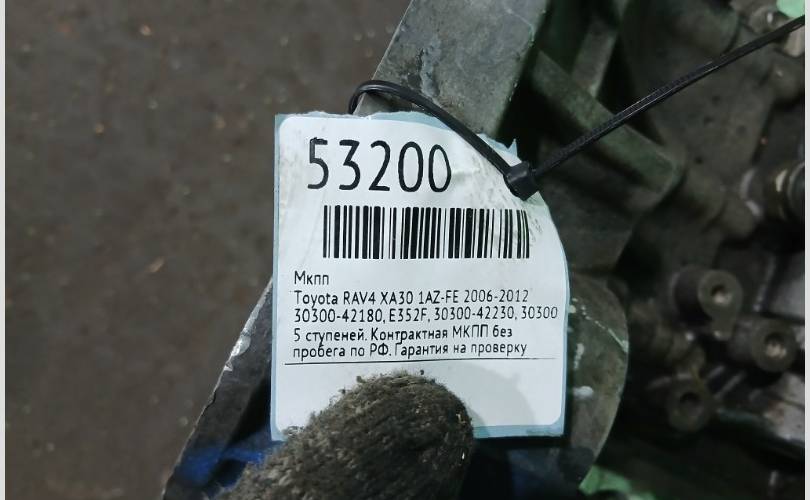 53200
Мкпп
Toyota RAV4 XA30 1AZ-FE 2006-2012
30300-42180, E352F, 30300-42230, 30300
5 ступеней. Контрактная МКПП без
пробега по РФ. Гарантия на проверку